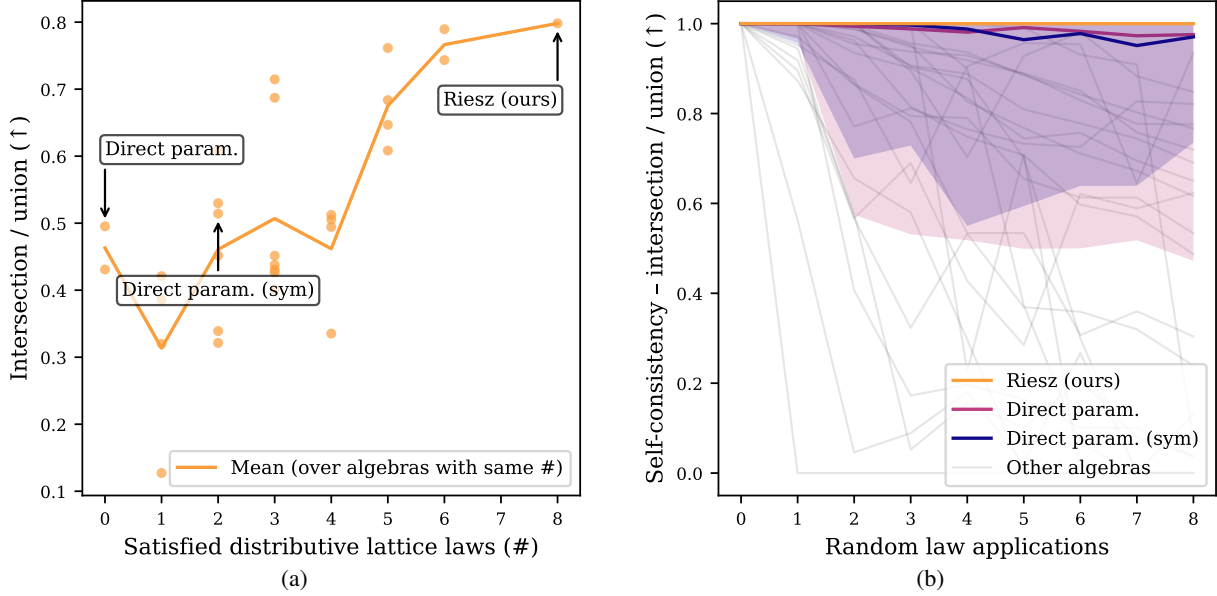 Intersection / union (↑)
0.8
0.7
0.6
0.5
0.4
0.3
0.2
0.1
Direct param.
Riesz (ours)
Direct param. (sym)
Mean (over algebras with same #)
0 1 2 3 4 5 6 7 8
Satisfied distributive lattice laws (#)
(a)
Self-consistency – intersection / union (↑)
1.0
0.8
0.6
0.4
0.2
0.0
Riesz (ours)
Direct param.
Direct param. (sym)
Other algebras
0 1 2 3 4 5 6 7 8
Random law applications
(b)